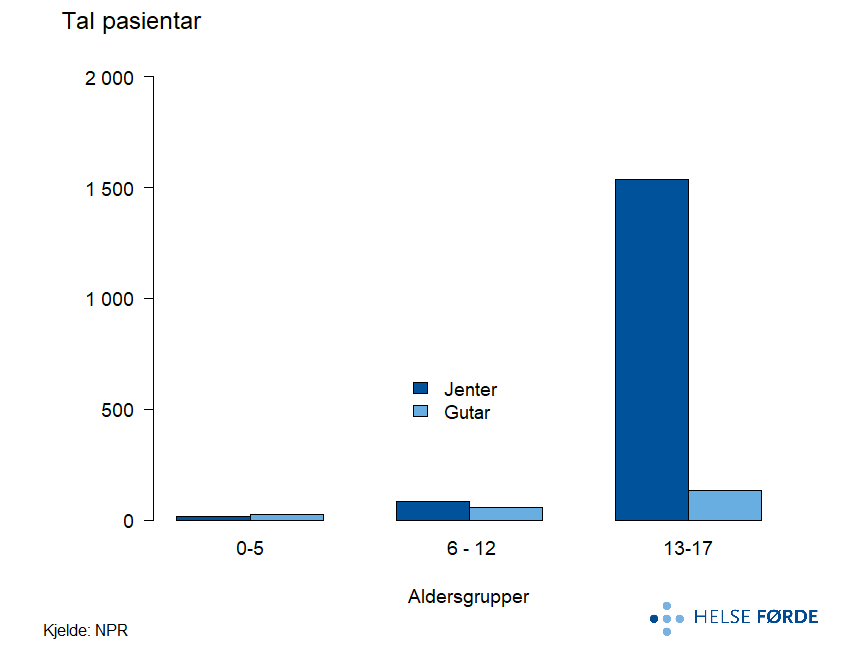 Tal pasientar
2 000
1 500
1 000
500
0
Jenter
Gutar
0-5
6 - 12
13-17
Aldersgrupper
Kjelde: NPR
HELSE FØRDE